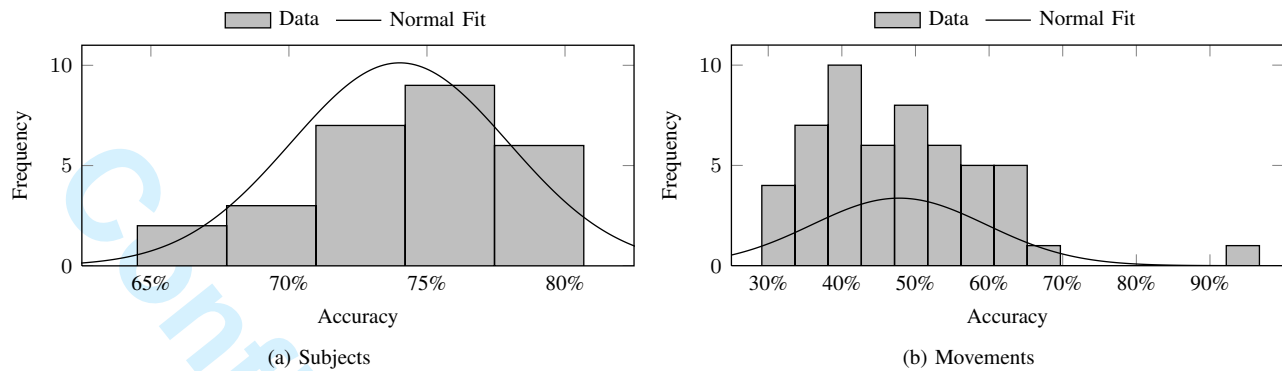 Data Normal Fit
10
5
0
Frequency
65% 70% 75% 80%
Accuracy
(a) Subjects
Data Normal Fit
10
5
0
Frequency
30% 40% 50% 60% 70% 80% 90%
Accuracy
(b) Movements
Conf